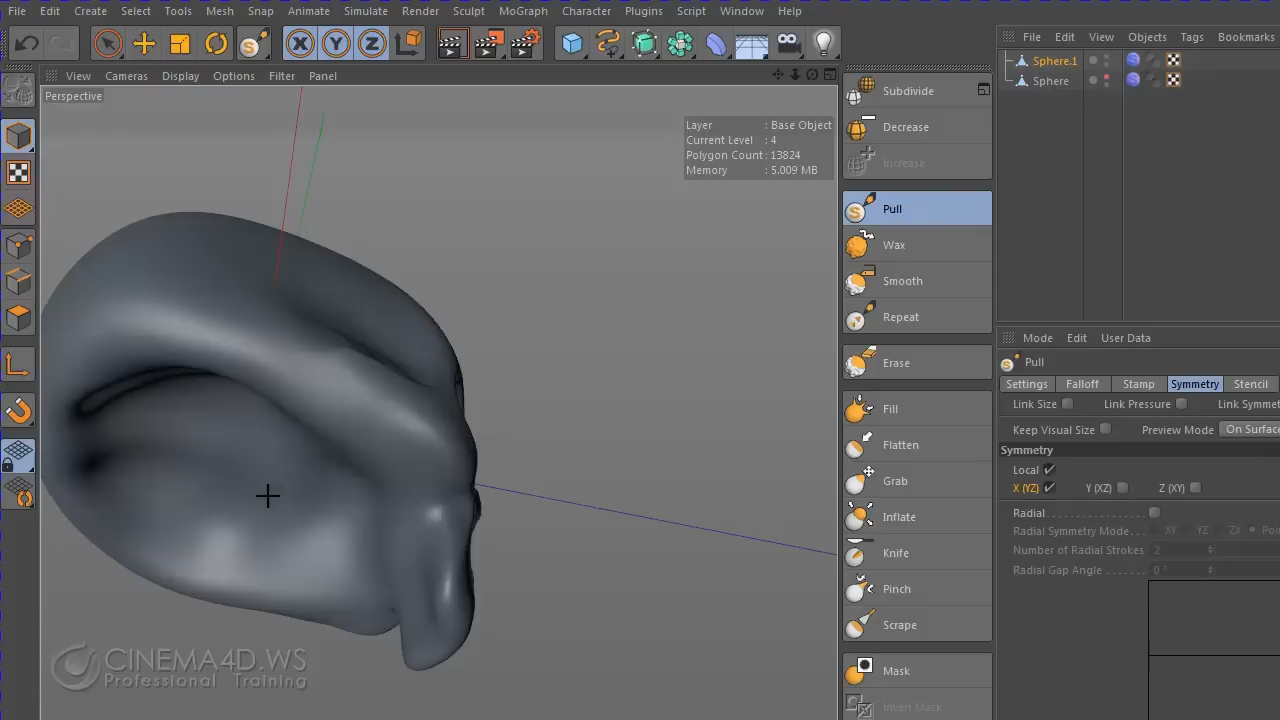 File Edit Create Select Tools Mesh Snap Animate Simulate Render Sculpt MoGraph Character Plugins Script Window Help
File Edit View Objects Tags Bookmarks
View Cameras Display Options Filter Panel
Perspective
Layer : Base Object
Current Level : 4
Polygon Count : 13824
Memory : 5.009 MB
Subdivide
Decrease
Increase
Pull
Wax
Smooth
Repeat
Erase
Fill
Flatten
Grab
Inflate
Knife
Pinch
Scrape
Mask
Invert Mask
Sphere.1
Sphere
Mode Edit User Data
Pull
Settings Falloff Stamp Symmetry Stencil
Link Size Link Pressure Link Symmet
Keep Visual Size Preview Mode On Surfac
Symmetry
Local
X (YZ) Y (XZ) Z (XY)
Radial
Radial Symmetry Mode XY YZ ZX Poi
Number of Radial Strokes 2
Radial Gap Angle 0 °
CINEMA4D.WS
Professional Training